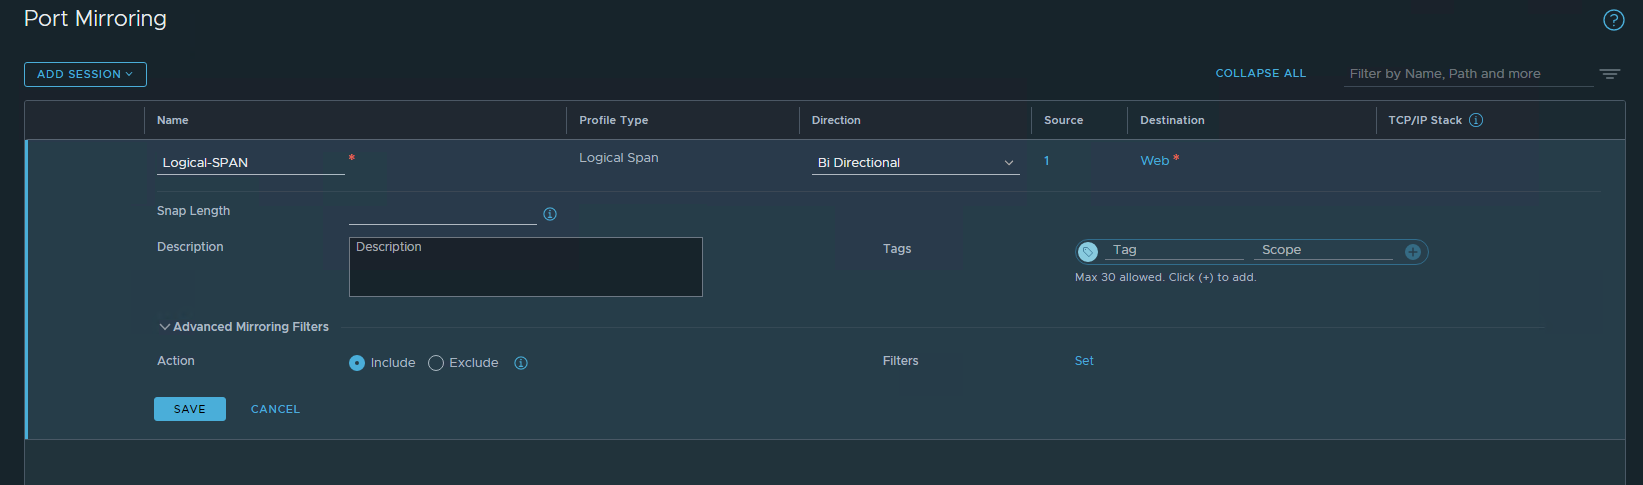 Port Mirroring
ADD SESSION
COLLAPSE ALL
Filter by Name, Path and more
Name Profile Type Direction Source Destination TCP/IP Stack
Logical-SPAN * Logical Span Bi Directional 1 Web *
Snap Length
Description Description Tags Tag Scope
Max 30 allowed. Click (+) to add.
Advanced Mirroring Filters
Action Include Exclude Filters Set
SAVE CANCEL